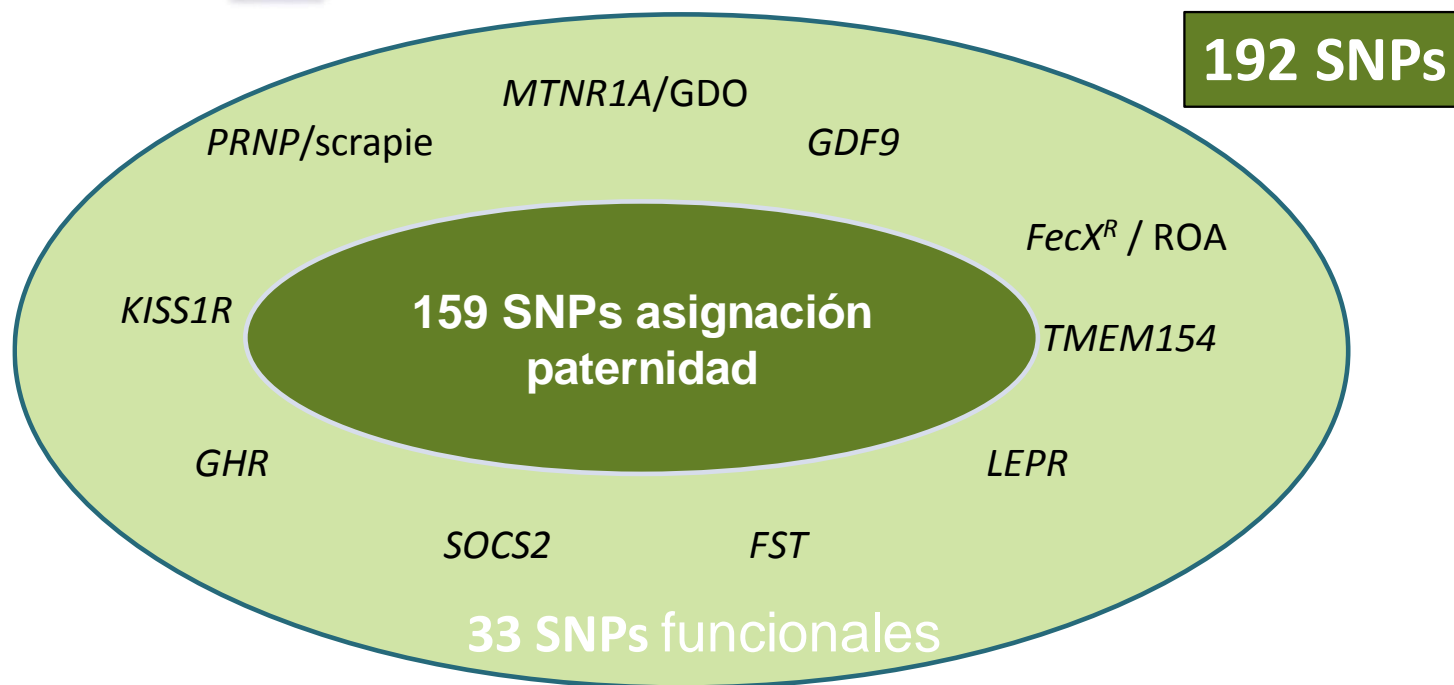 192 SNPs
MTNR1A/GDO
PRNP/scrapie
GDF9
FecX^R / ROA
KISS1R
159 SNPs asignación
paternidad
TMEM154
GHR
LEPR
SOCS2
FST
33 SNPs funcionales